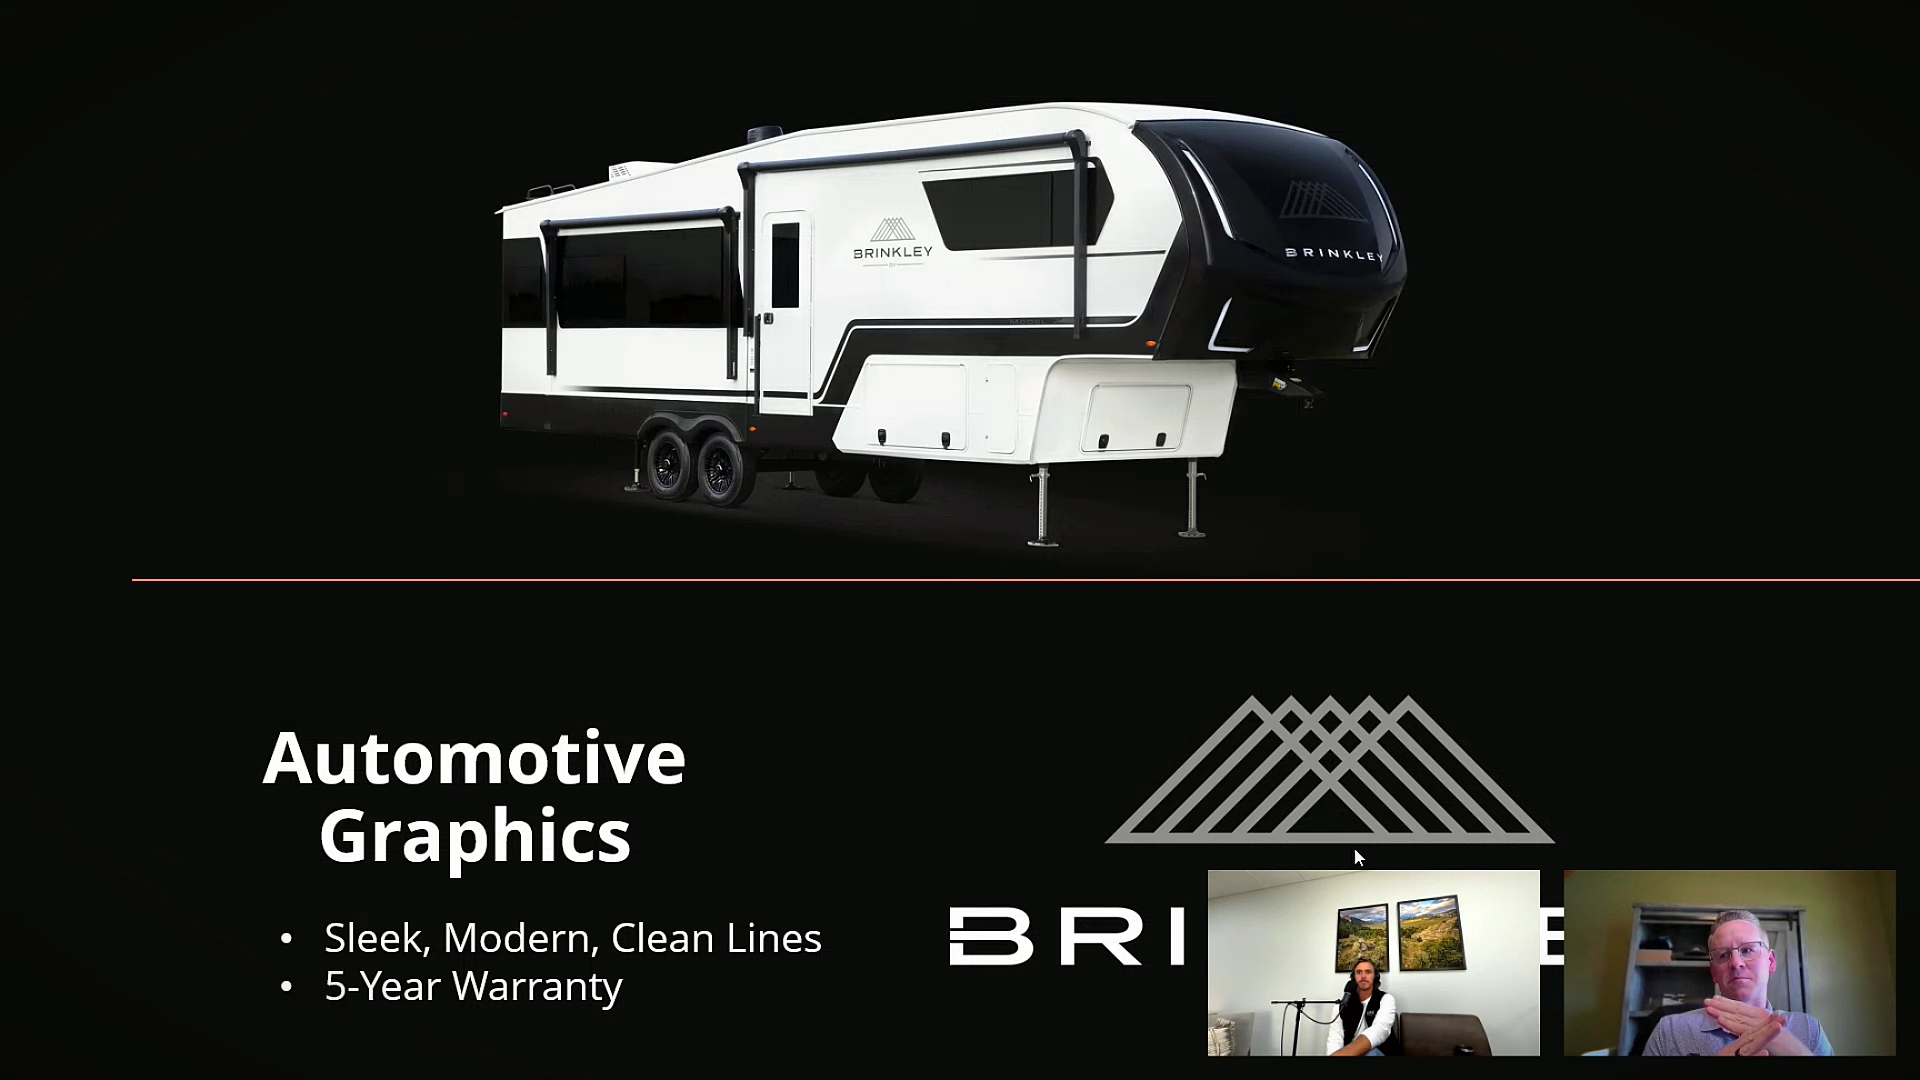 BRINKLEY
BRINKLEY
Automotive
Graphics
• Sleek, Modern, Clean Lines
• 5-Year Warranty
BRI